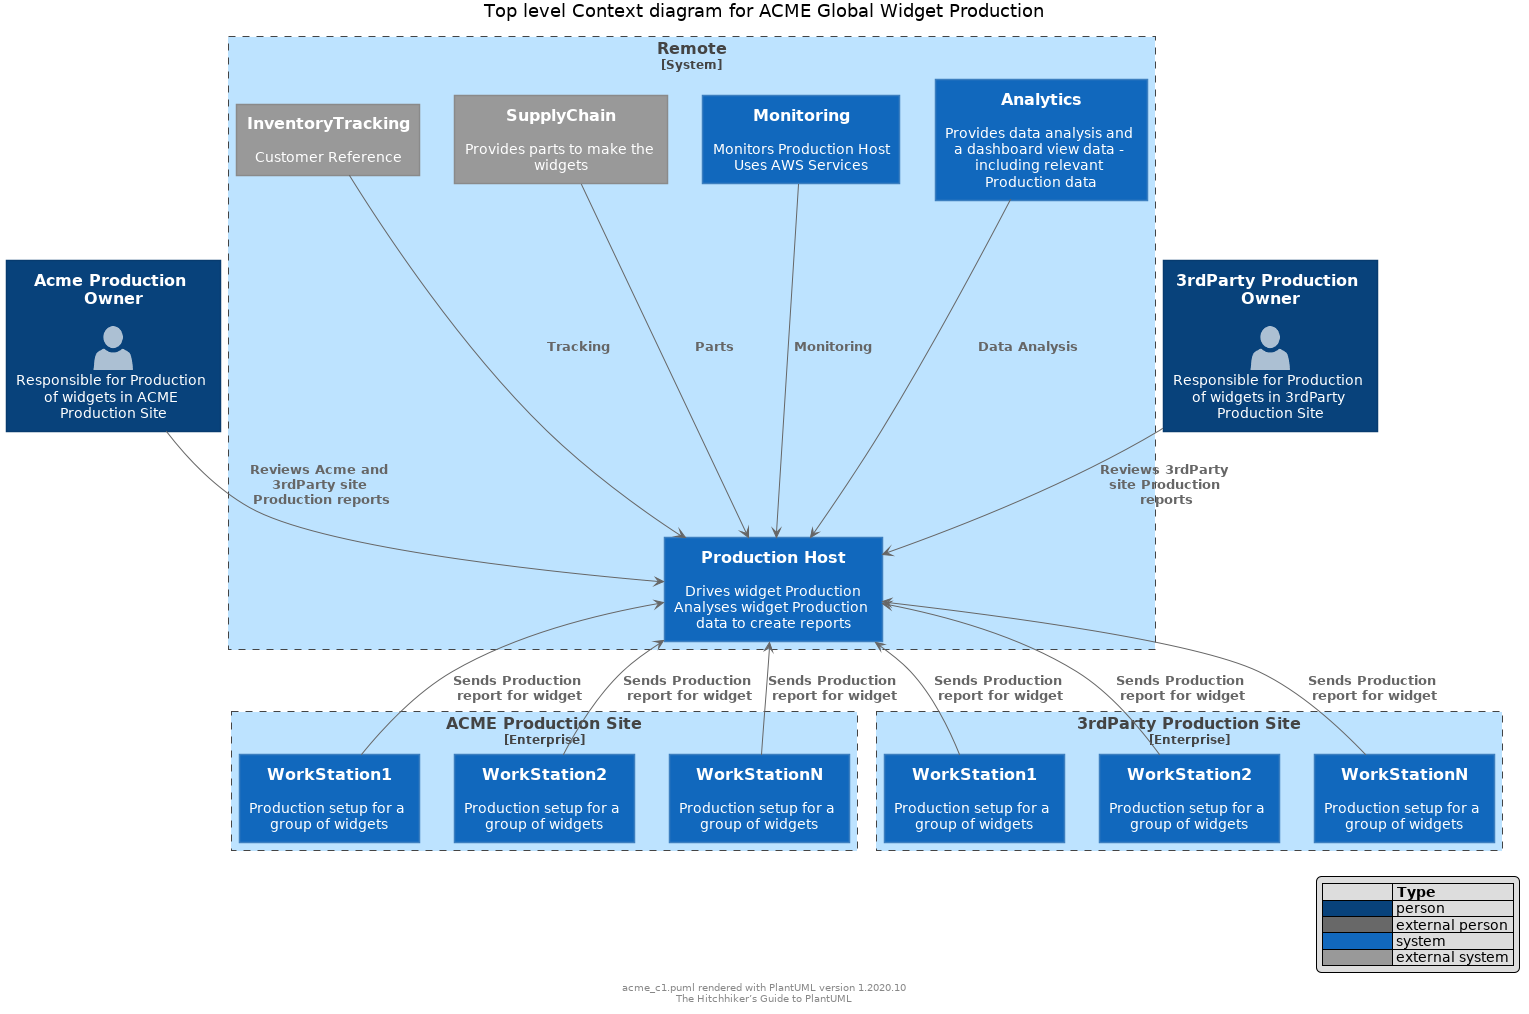 Top level Context diagram for ACME Global Widget Production
Remote
[System]
InventoryTracking
Customer Reference
SupplyChain
Provides parts to make the
widgets
Monitoring
Monitors Production Host
Uses AWS Services
Analytics
Provides data analysis and
a dashboard view data -
including relevant
Production data
Acme Production
Owner
Responsible for Production
of widgets in ACME
Production Site
3rdParty Production
Owner
Responsible for Production
of widgets in 3rdParty
Production Site
Tracking
Parts
Monitoring
Data Analysis
Reviews Acme and
3rdParty site
Production reports
Reviews 3rdParty
site Production
reports
Production Host
Drives widget Production
Analyses widget Production
data to create reports
Sends Production
report for widget
Sends Production
report for widget
Sends Production
report for widget
Sends Production
report for widget
Sends Production
report for widget
Sends Production
report for widget
ACME Production Site
[Enterprise]
WorkStation1
Production setup for a
group of widgets
WorkStation2
Production setup for a
group of widgets
WorkStationN
Production setup for a
group of widgets
3rdParty Production Site
[Enterprise]
WorkStation1
Production setup for a
group of widgets
WorkStation2
Production setup for a
group of widgets
WorkStationN
Production setup for a
group of widgets
Type
person
external person
system
external system
acme_c1.puml rendered with PlantUML version 1.2020.10
The Hitchhiker's Guide to PlantUML